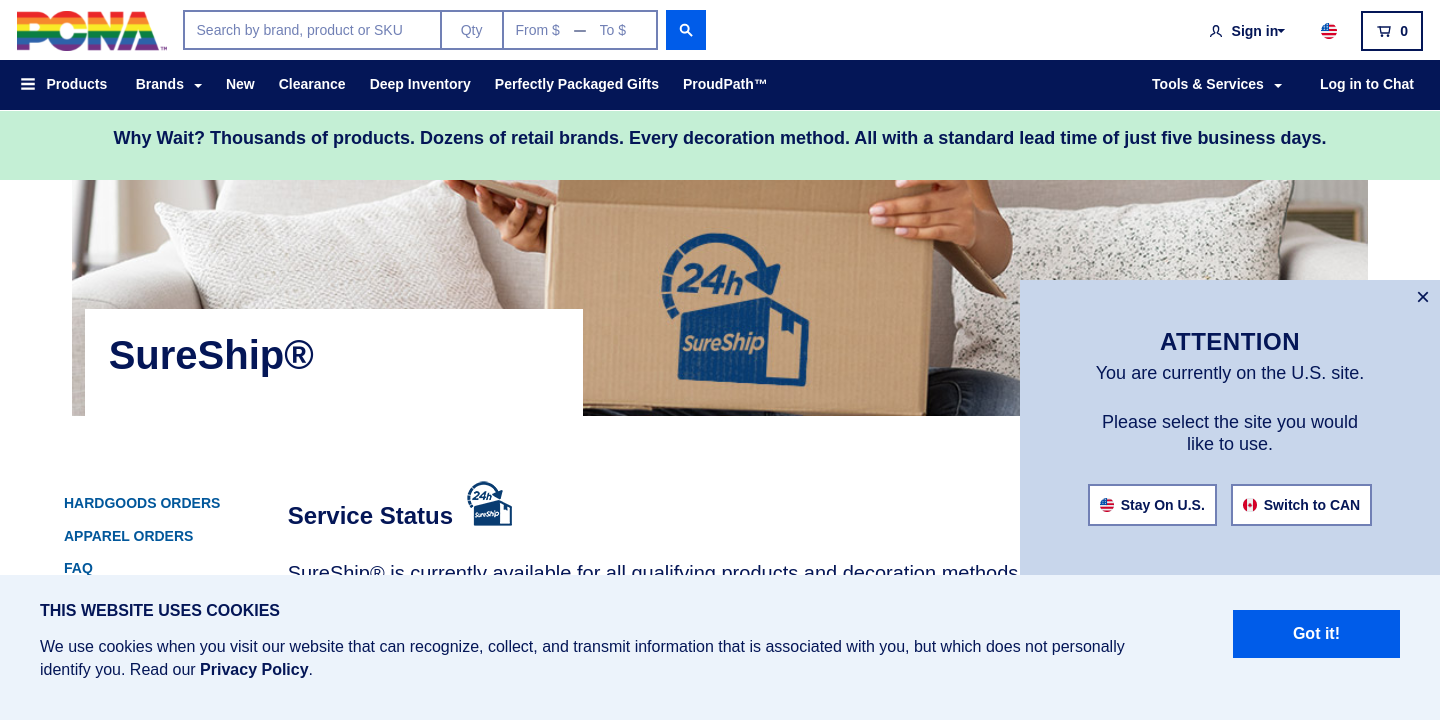 PCNA™
Search by brand, product or SKU
Qty
From $ — To $
Sign in
0
Products
Brands
New
Clearance
Deep Inventory
Perfectly Packaged Gifts
ProudPath™
Tools & Services
Log in to Chat
Why Wait? Thousands of products. Dozens of retail brands. Every decoration method. All with a standard lead time of just five business days.
24h
SureShip
SureShip®
×
ATTENTION
You are currently on the U.S. site.
Please select the site you would
like to use.
Stay On U.S.
Switch to CAN
HARDGOODS ORDERS
APPAREL ORDERS
FAQ
Service Status
24h
SureShip
SureShip® is currently available for all qualifying products and decoration methods
THIS WEBSITE USES COOKIES
We use cookies when you visit our website that can recognize, collect, and transmit information that is associated with you, but which does not personally
identify you. Read our Privacy Policy.
Got it!